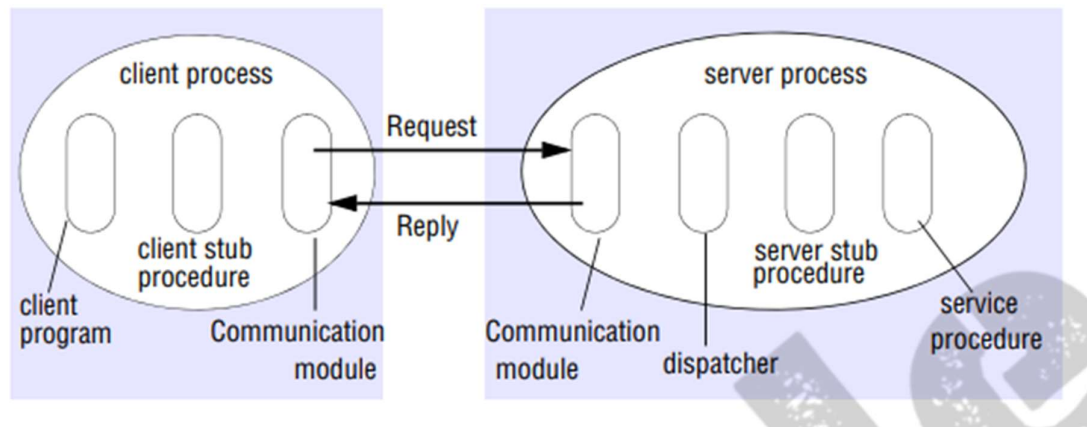 client process
server process
Request
Reply
client stub
procedure
server stub
procedure
client
program
Communication
module
Communication
module
dispatcher
service
procedure